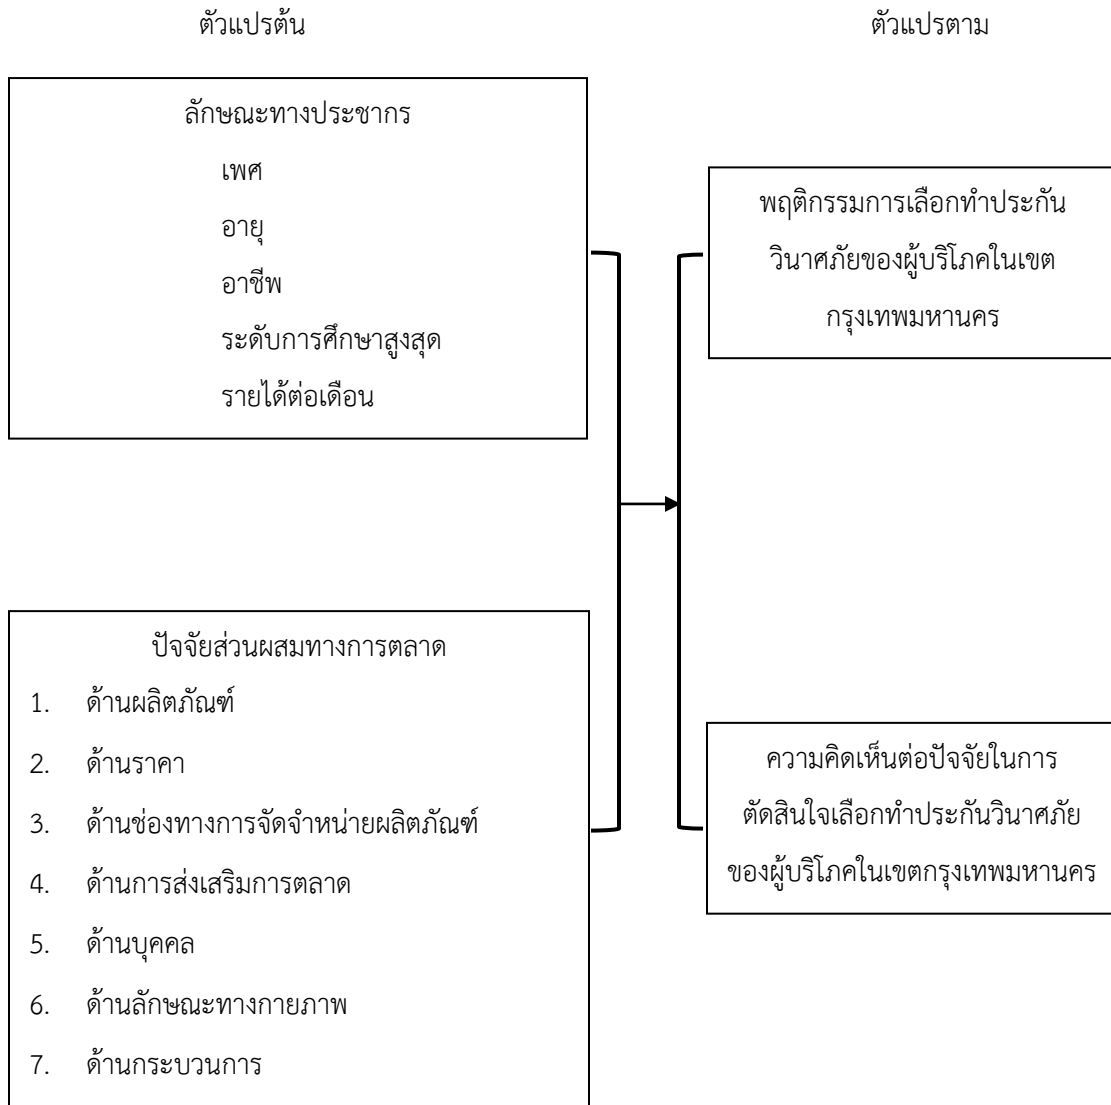 ตัวแปรต้น
ตัวแปรตาม
ลักษณะทางประชากร
เพศ
อายุ
อาชีพ
ระดับการศึกษาสูงสุด
รายได้ต่อเดือน
พฤติกรรมการเลือกทำประกัน
วินาศภัยของผู้บริโภคในเขต
กรุงเทพมหานคร
ปัจจัยส่วนผสมทางการตลาด
1. ด้านผลิตภัณฑ์
2. ด้านราคา
3. ด้านช่องทางการจัดจำหน่ายผลิตภัณฑ์
4. ด้านการส่งเสริมการตลาด
5. ด้านบุคคล
6. ด้านลักษณะทางกายภาพ
7. ด้านกระบวนการ
ความคิดเห็นต่อปัจจัยในการ
ตัดสินใจเลือกทำประกันวินาศภัย
ของผู้บริโภคในเขตกรุงเทพมหานคร